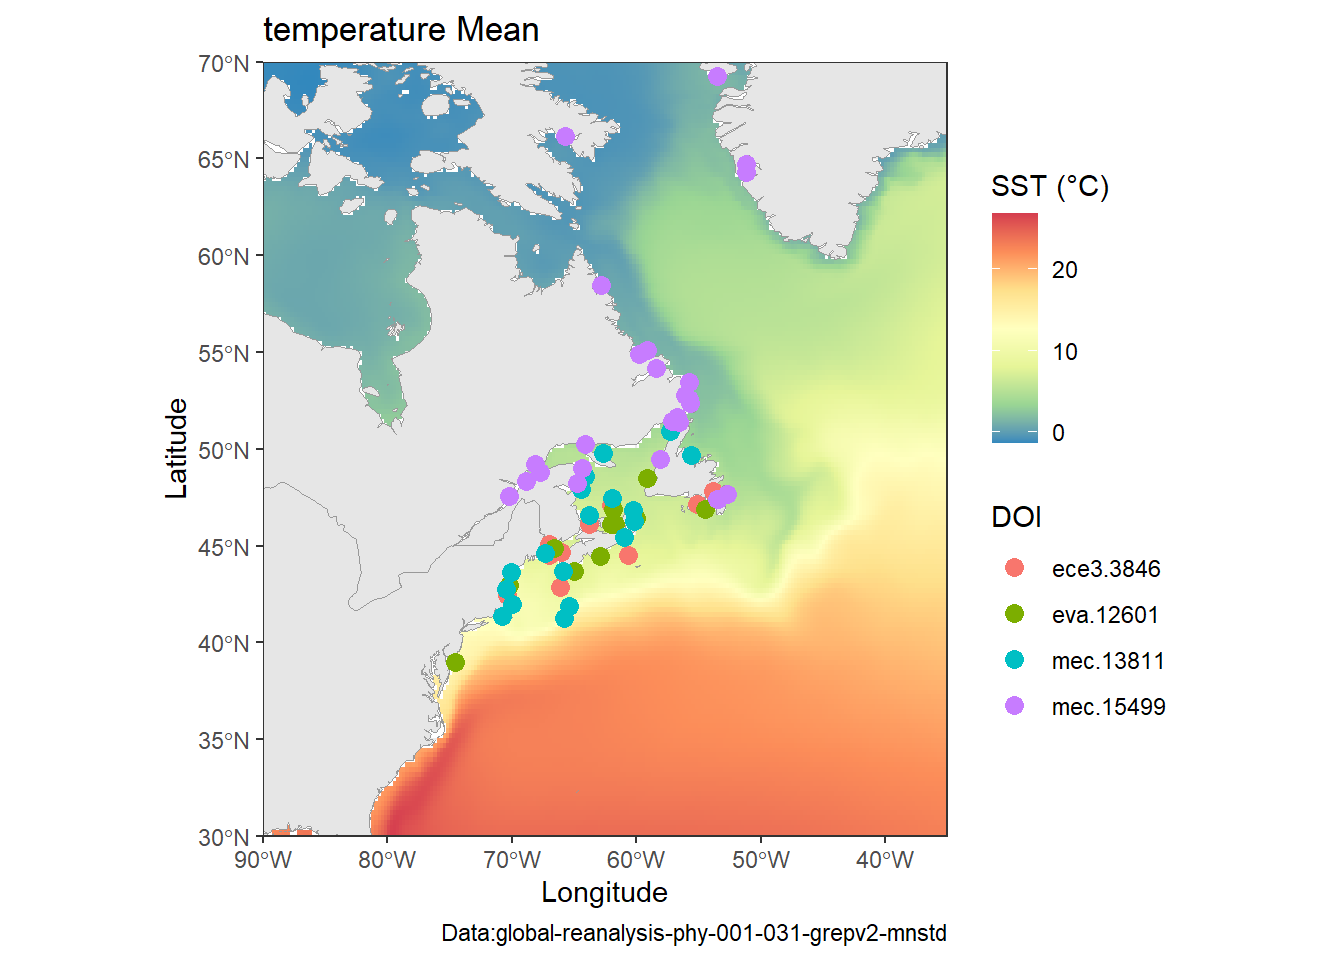 temperature Mean
70°N
65°N
60°N
55°N
50°N
45°N
40°N
35°N
30°N
Latitude
90°W
80°W
70°W
60°W
50°W
40°W
Longitude
SST (°C)
20
10
0
DOI
ece3.3846
eva.12601
mec.13811
mec.15499
Data:global-reanalysis-phy-001-031-grepv2-mnstd